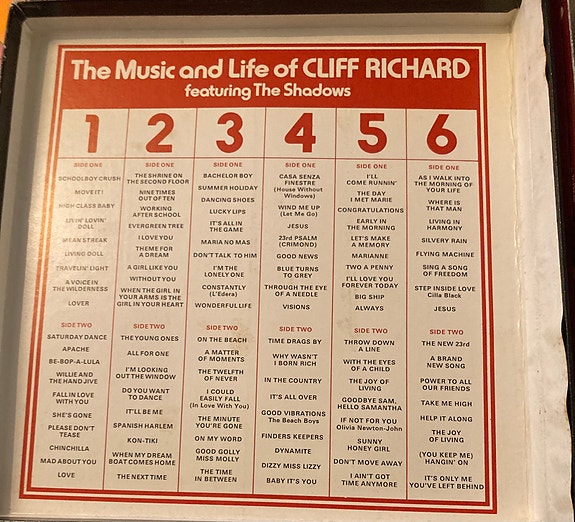 The Music and Life of CLIFF RICHARD
featuring The Shadows
1
SIDE ONE
SCHOOLBOY CRUSH
MOVE IT!
HIGH CLASS BABY
LIVIN' LOVIN'
DOLL
MEAN STREAK
LIVING DOLL
TRAVELIN' LIGHT
A VOICE IN
THE WILDERNESS
LOVER
SIDE TWO
SATURDAY DANCE
APACHE
BE-BOP-A-LULA
WILLIE AND
THE HAND JIVE
FALL IN LOVE
WITH YOU
SHE'S GONE
PLEASE DON'T
TEASE
CHINCHILLA
MAD ABOUT YOU
LOVE
2
SIDE ONE
THE SHRINE ON
THE SECOND FLOOR
NINE TIMES
OUT OF TEN
WORKING
AFTER SCHOOL
EVERGREEN TREE
I LOVE YOU
THEME FOR
A DREAM
A GIRL LIKE YOU
WITHOUT YOU
WHEN THE GIRL IN
YOUR ARMS IS THE
GIRL IN YOUR HEART
SIDE TWO
THE YOUNG ONES
ALL FOR ONE
I'M LOOKING
OUT THE WINDOW
DO YOU WANT
TO DANCE
IT'LL BE ME
SPANISH HARLEM
KON-TIKI
WHEN MY DREAM
BOAT COMES HOME
THE NEXT TIME
3
SIDE ONE
BACHELOR BOY
SUMMER HOLIDAY
DANCING SHOES
LUCKY LIPS
IT'S ALL IN
THE GAME
MARIA NO MAS
DON'T TALK TO HIM
I'M THE
LONELY ONE
CONSTANTLY
(L'Edera)
WONDERFUL LIFE
SIDE TWO
ON THE BEACH
A MATTER
OF MOMENTS
THE TWELFTH
OF NEVER
I COULD
EASILY FALL
(In Love With You)
THE MINUTE
YOU'RE GONE
ON MY WORD
GOOD GOLLY
MISS MOLLY
THE TIME
IN BETWEEN
4
SIDE ONE
CASA SENZA
FINESTRE
(House Without
Windows)
WIND ME UP
(Let Me Go)
JESUS
23rd PSALM
(CRIMOND)
GOOD NEWS
BLUE TURNS
TO GREY
THROUGH THE EYE
OF A NEEDLE
VISIONS
SIDE TWO
TIME DRAGS BY
WHY WASN'T
I BORN RICH
IN THE COUNTRY
IT'S ALL OVER
GOOD VIBRATIONS
The Beach Boys
FINDERS KEEPERS
DYNAMITE
DIZZY MISS LIZZY
BABY IT'S YOU
5
SIDE ONE
I'LL
COME RUNNIN'
THE DAY
I MET MARIE
CONGRATULATIONS
EARLY IN
THE MORNING
LET'S MAKE
A MEMORY
MARIANNE
TWO A PENNY
I'LL LOVE YOU
FOREVER TODAY
BIG SHIP
ALWAYS
SIDE TWO
THROW DOWN
A LINE
WITH THE EYES
OF A CHILD
THE JOY OF
LIVING
GOODBYE SAM,
HELLO SAMANTHA
IF NOT FOR YOU
Olivia Newton-John
SUNNY
HONEY GIRL
DON'T MOVE AWAY
I AIN'T GOT
TIME ANYMORE
6
SIDE ONE
AS I WALK INTO
THE MORNING OF
YOUR LIFE
WHERE IS
THAT MAN
LIVING IN
HARMONY
SILVERY RAIN
FLYING MACHINE
SING A SONG
OF FREEDOM
STEP INSIDE LOVE
Cilla Black
JESUS
SIDE TWO
THE NEW 23rd
A BRAND
NEW SONG
POWER TO ALL
OUR FRIENDS
TAKE ME HIGH
HELP IT ALONG
THE JOY
OF LIVING
(YOU KEEP ME)
HANGIN' ON
IT'S ONLY ME
YOU'VE LEFT BEHIND